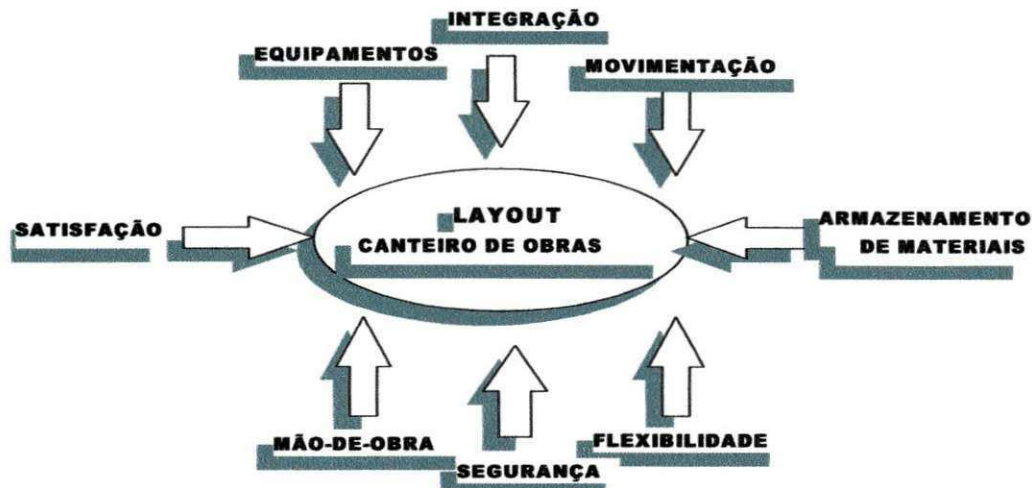 INTEGRAÇÃO
EQUIPAMENTOS
MOVIMENTAÇÃO
SATISFAÇÃO
LAYOUT
CANTEIRO DE OBRAS
ARMAZENAMENTO
DE MATERIAIS
MÃO-DE-OBRA
SEGURANÇA
FLEXIBILIDADE